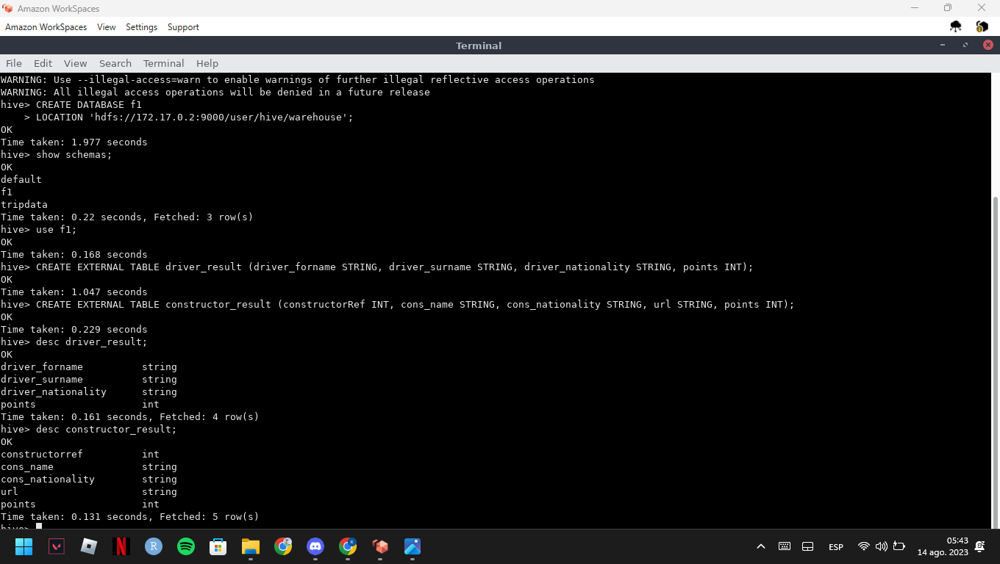 Amazon WorkSpaces
Amazon WorkSpaces View Settings Support
Terminal
File Edit View Search Terminal Help
WARNING: Use --illegal-access=warn to enable warnings of further illegal reflective access operations
WARNING: All illegal access operations will be denied in a future release
hive> CREATE DATABASE f1
    > LOCATION 'hdfs://172.17.0.2:9000/user/hive/warehouse';
OK
Time taken: 1.977 seconds
hive> show schemas;
OK
default
f1
tripdata
Time taken: 0.22 seconds, Fetched: 3 row(s)
hive> use f1;
OK
Time taken: 0.168 seconds
hive> CREATE EXTERNAL TABLE driver_result (driver_forname STRING, driver_surname STRING, driver_nationality STRING, points INT);
OK
Time taken: 1.047 seconds
hive> CREATE EXTERNAL TABLE constructor_result (constructorRef INT, cons_name STRING, cons_nationality STRING, url STRING, points INT);
OK
Time taken: 0.229 seconds
hive> desc driver_result;
OK
driver_forname          string
driver_surname          string
driver_nationality      string
points                  int
Time taken: 0.161 seconds, Fetched: 4 row(s)
hive> desc constructor_result;
OK
constructorref          int
cons_name               string
cons_nationality        string
url                     string
points                  int
Time taken: 0.131 seconds, Fetched: 5 row(s)
hive>
ESP
05:43
14 ago. 2023